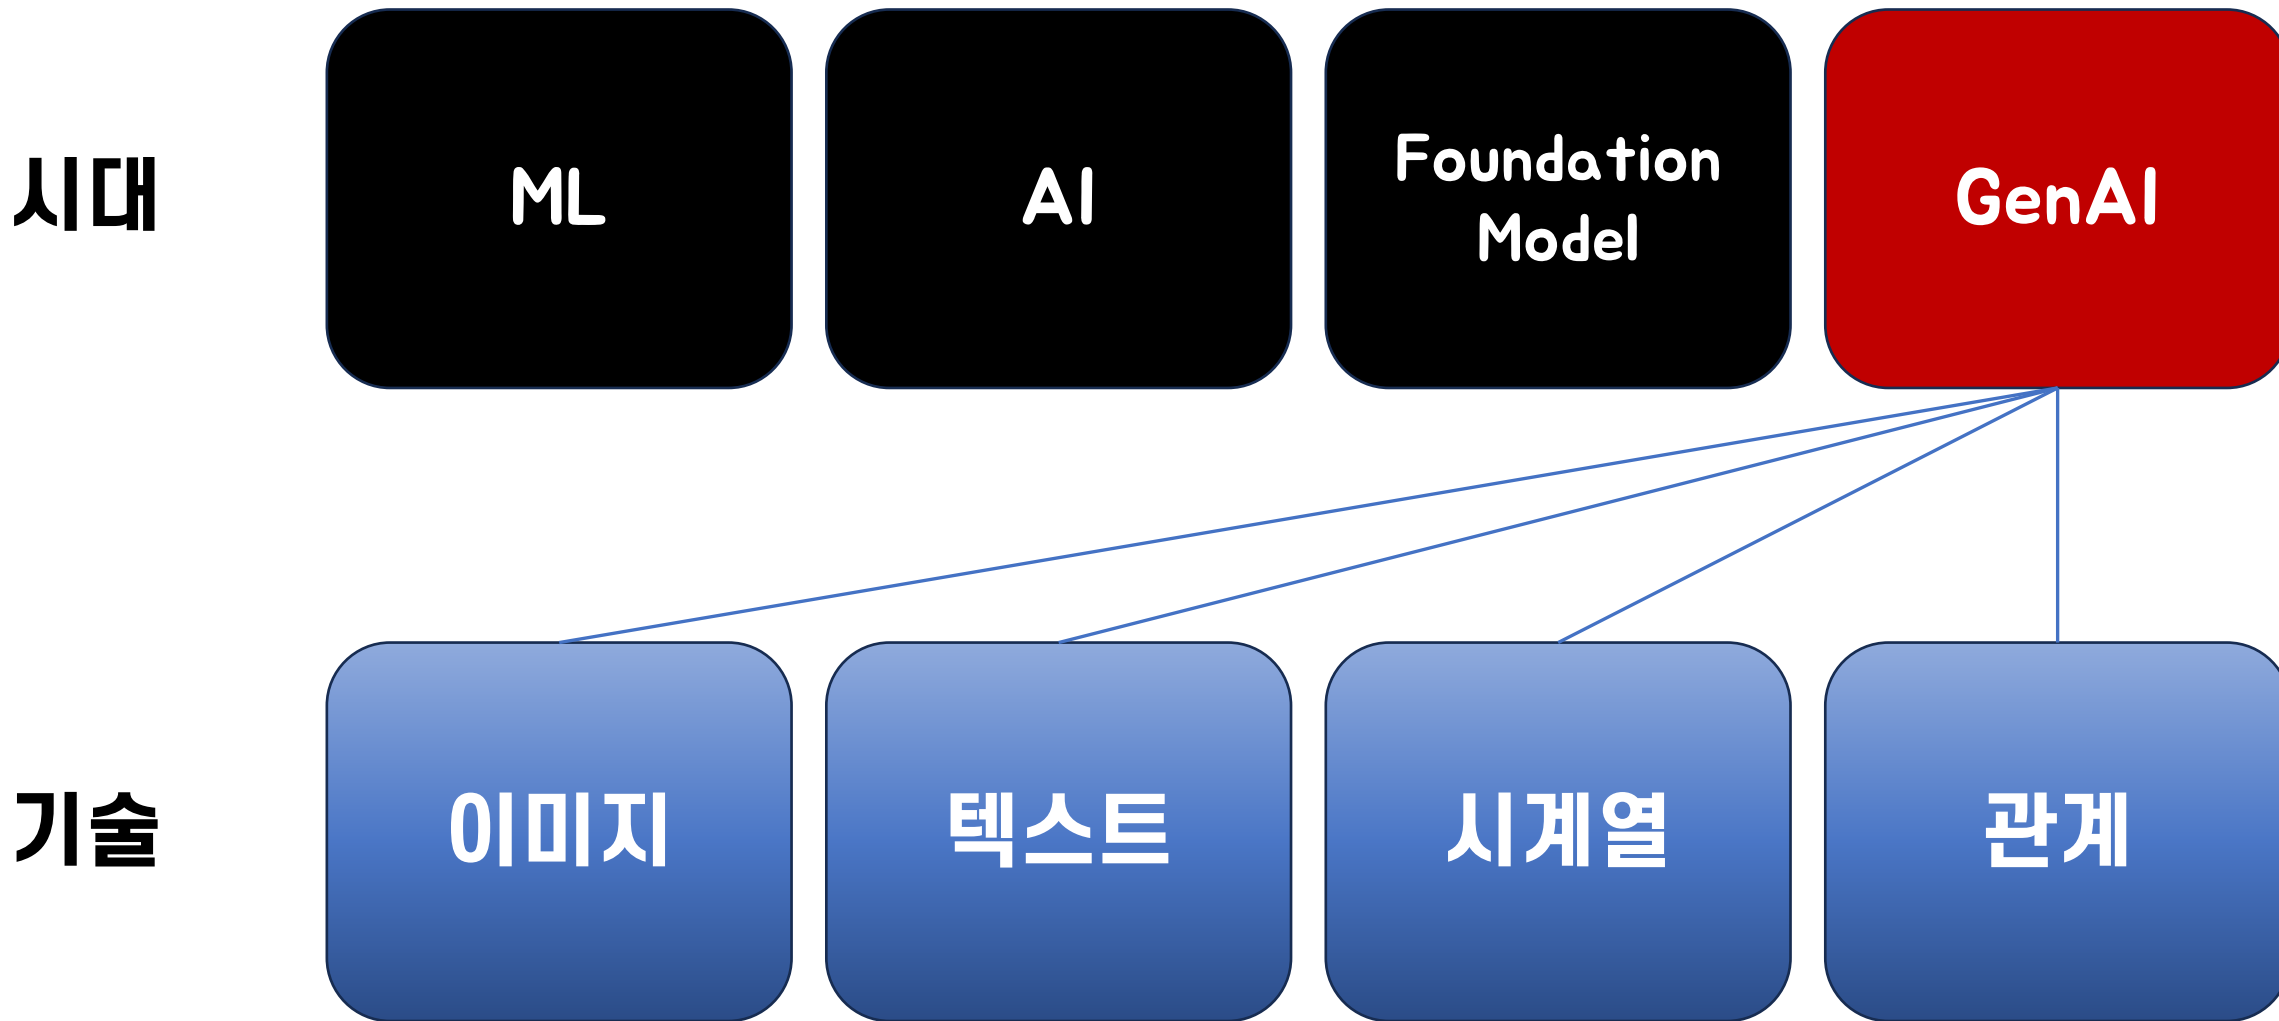 시대
ML
AI
Foundation
Model
GenAI
기술
이미지
텍스트
시계열
관계